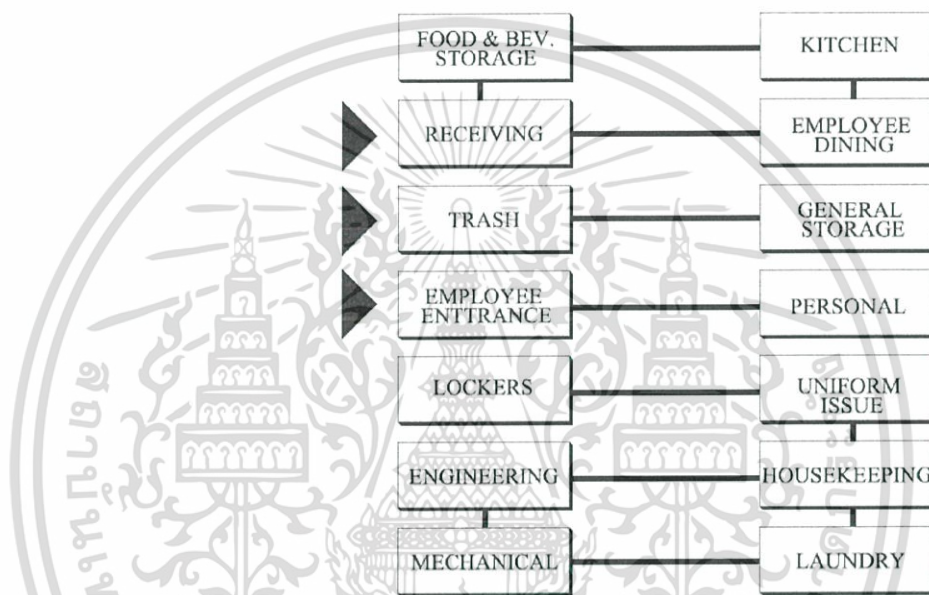 FOOD & BEV.
STORAGE
KITCHEN
RECEIVING
EMPLOYEE
DINING
TRASH
GENERAL
STORAGE
EMPLOYEE
ENTTRANCE
PERSONAL
LOCKERS
UNIFORM
ISSUE
ENGINEERING
HOUSEKEEPING
MECHANICAL
LAUNDRY